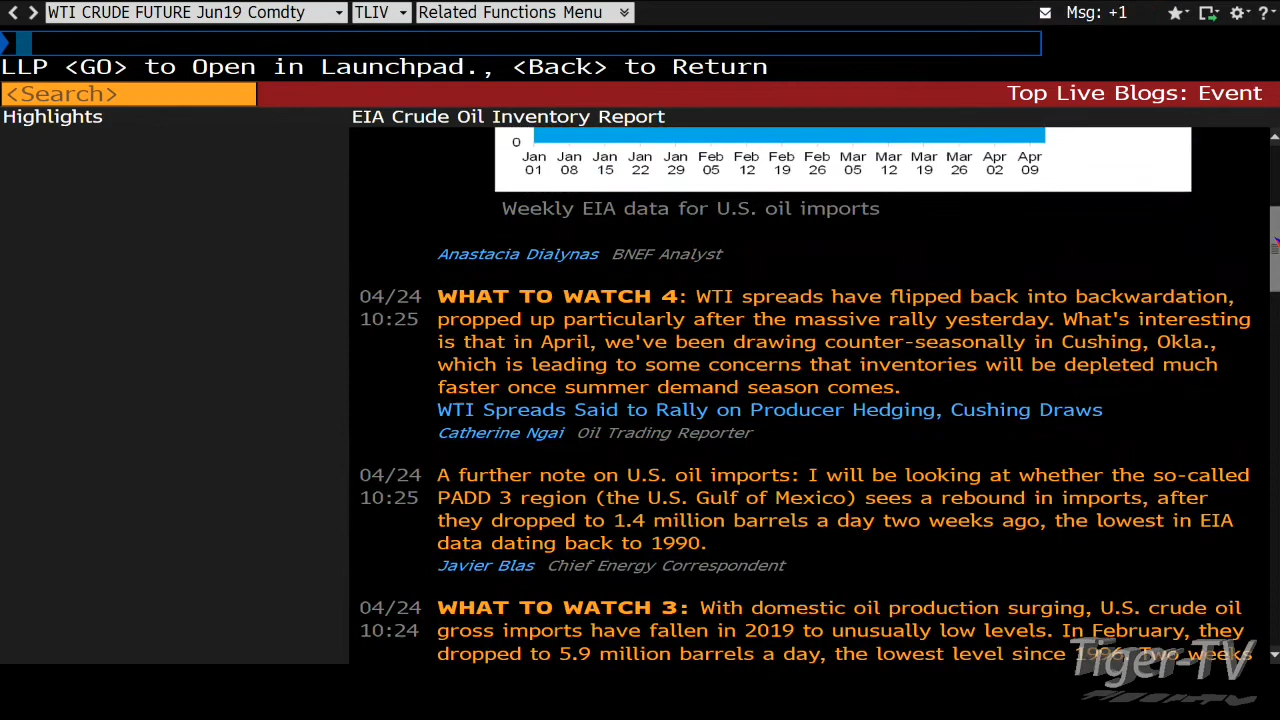 WTI CRUDE FUTURE Jun19 Comdty TLIV Related Functions Menu Msg: +1
LLP <GO> to Open in Launchpad., <Back> to Return
<Search> Top Live Blogs: Event
Highlights EIA Crude Oil Inventory Report
0
Jan Jan Jan Jan Jan Feb Feb Feb Feb Mar Mar Mar Mar Apr Apr
01 08 15 22 29 05 12 19 26 05 12 19 26 02 09
Weekly EIA data for U.S. oil imports
Anastacia Dialynas BNEF Analyst
04/24 WHAT TO WATCH 4: WTI spreads have flipped back into backwardation,
10:25 propped up particularly after the massive rally yesterday. What's interesting
is that in April, we've been drawing counter-seasonally in Cushing, Okla.,
which is leading to some concerns that inventories will be depleted much
faster once summer demand season comes.
WTI Spreads Said to Rally on Producer Hedging, Cushing Draws
Catherine Ngai Oil Trading Reporter
04/24 A further note on U.S. oil imports: I will be looking at whether the so-called
10:25 PADD 3 region (the U.S. Gulf of Mexico) sees a rebound in imports, after
they dropped to 1.4 million barrels a day two weeks ago, the lowest in EIA
data dating back to 1990.
Javier Blas Chief Energy Correspondent
04/24 WHAT TO WATCH 3: With domestic oil production surging, U.S. crude oil
10:24 gross imports have fallen in 2019 to unusually low levels. In February, they
dropped to 5.9 million barrels a day, the lowest level since 1996. Two weeks
Tiger-TV